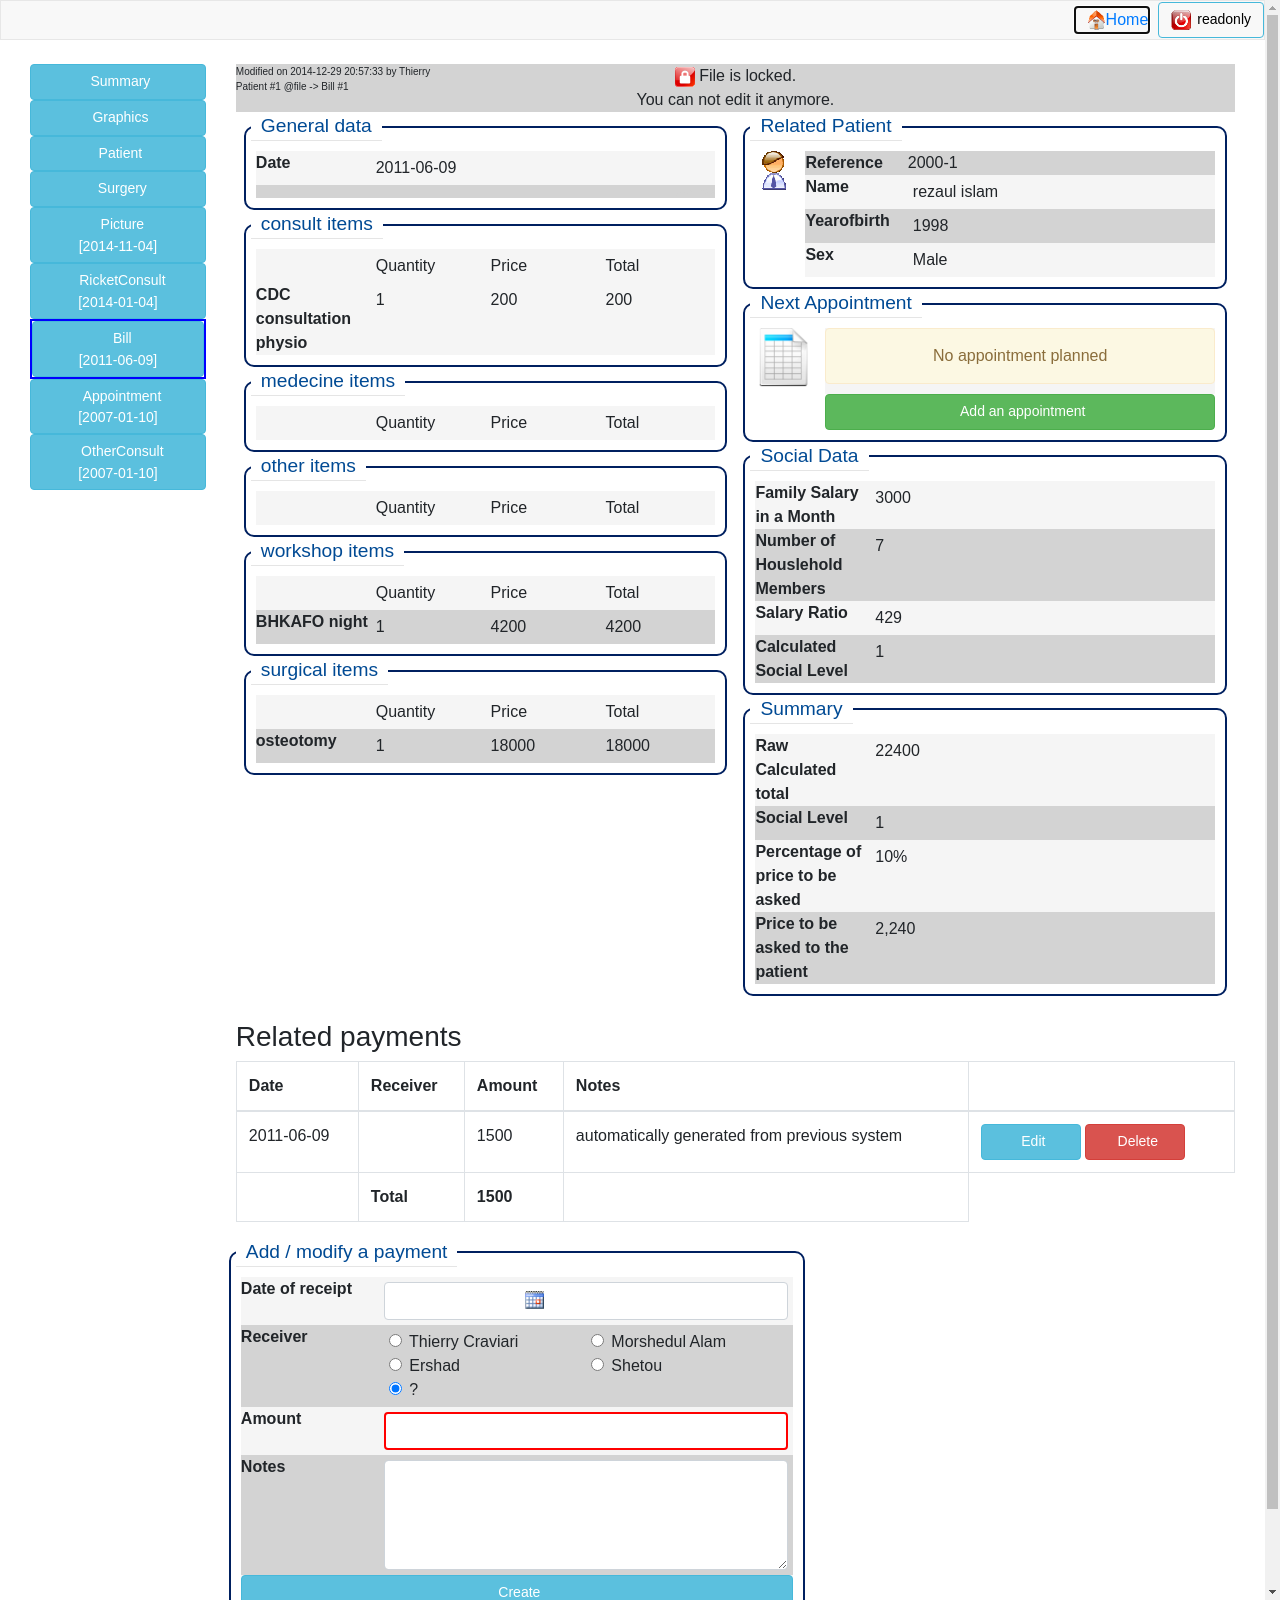 Home
readonly
Summary
Graphics
Patient
Surgery
Picture
[2014-11-04]
RicketConsult
[2014-01-04]
Bill
[2011-06-09]
Appointment
[2007-01-10]
OtherConsult
[2007-01-10]
Modified on 2014-12-29 20:57:33 by Thierry
Patient #1 @file -> Bill #1
File is locked.
You can not edit it anymore.
General data
Date 2011-06-09
consult items
Quantity Price Total
CDC consultation physio 1 200 200
medecine items
Quantity Price Total
other items
Quantity Price Total
workshop items
Quantity Price Total
BHKAFO night 1 4200 4200
surgical items
Quantity Price Total
osteotomy 1 18000 18000
Related Patient
Reference 2000-1
Name rezaul islam
Yearofbirth 1998
Sex Male
Next Appointment
No appointment planned
Add an appointment
Social Data
Family Salary in a Month 3000
Number of Houslehold Members 7
Salary Ratio 429
Calculated Social Level 1
Summary
Raw Calculated total 22400
Social Level 1
Percentage of price to be asked 10%
Price to be asked to the patient 2,240
Related payments
Date Receiver Amount Notes
2011-06-09 1500 automatically generated from previous system Edit Delete
Total 1500
Add / modify a payment
Date of receipt
Receiver Thierry Craviari Morshedul Alam
Ershad Shetou
?
Amount
Notes
Create